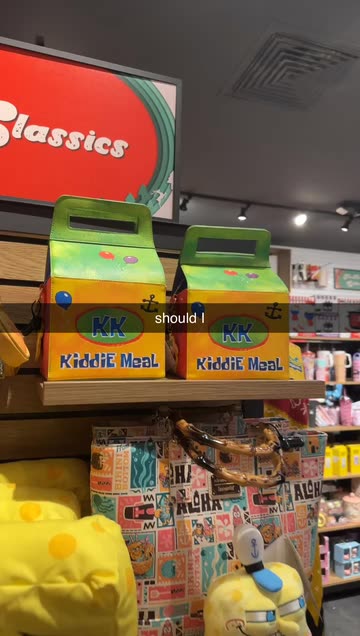 Classics
KK
KiddiE MeaL
KK
KiddiE MeaL
should I
ALOHA